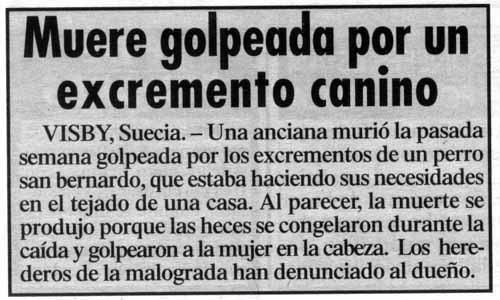 Muere golpeada por un
excremento canino
VISBY, Suecia. – Una anciana murió la pasada
semana golpeada por los excrementos de un perro
san bernardo, que estaba haciendo sus necesidades
en el tejado de una casa. Al parecer, la muerte se
produjo porque las heces se congelaron durante la
caída y golpearon a la mujer en la cabeza. Los here-
deros de la malograda han denunciado al dueño.